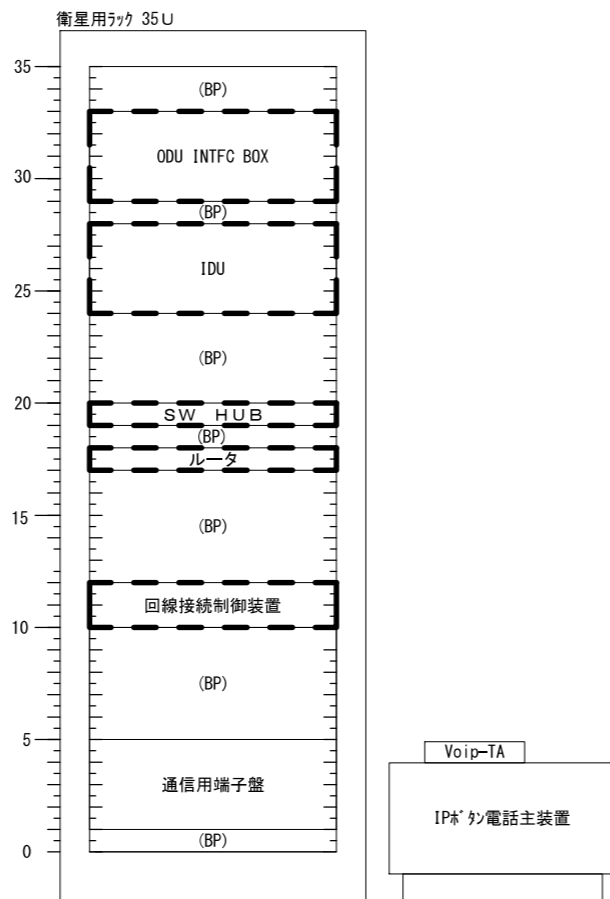 衛星用ﾗｯｸ 35U
35
(BP)
ODU INTFC BOX
30
(BP)
IDU
25
(BP)
20
SW HUB
(BP)
ルータ
15
(BP)
回線接続制御装置
10
(BP)
5
Voip-TA
通信用端子盤
IPﾎﾞﾀﾝ電話主装置
(BP)
0